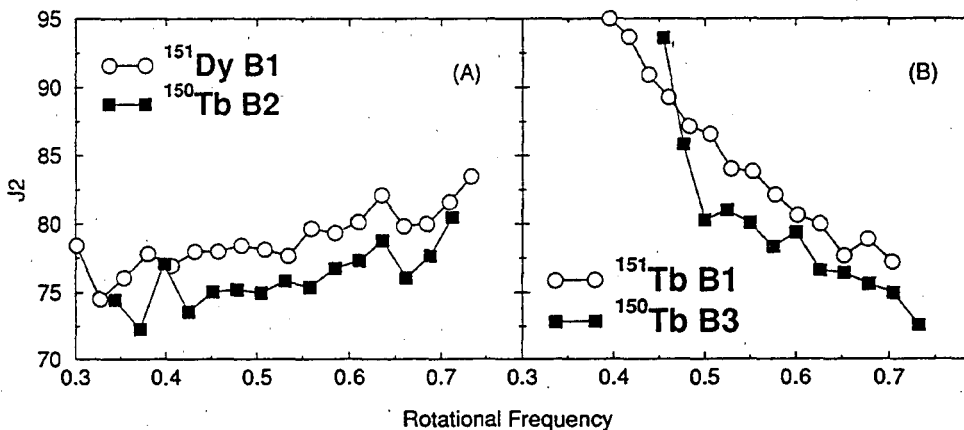 95
90
85
80
75
70
J2
151Dy B1
150Tb B2
(A)
0.3 0.4 0.5 0.6 0.7
(B)
151Tb B1
150Tb B3
0.3 0.4 0.5 0.6 0.7
Rotational Frequency